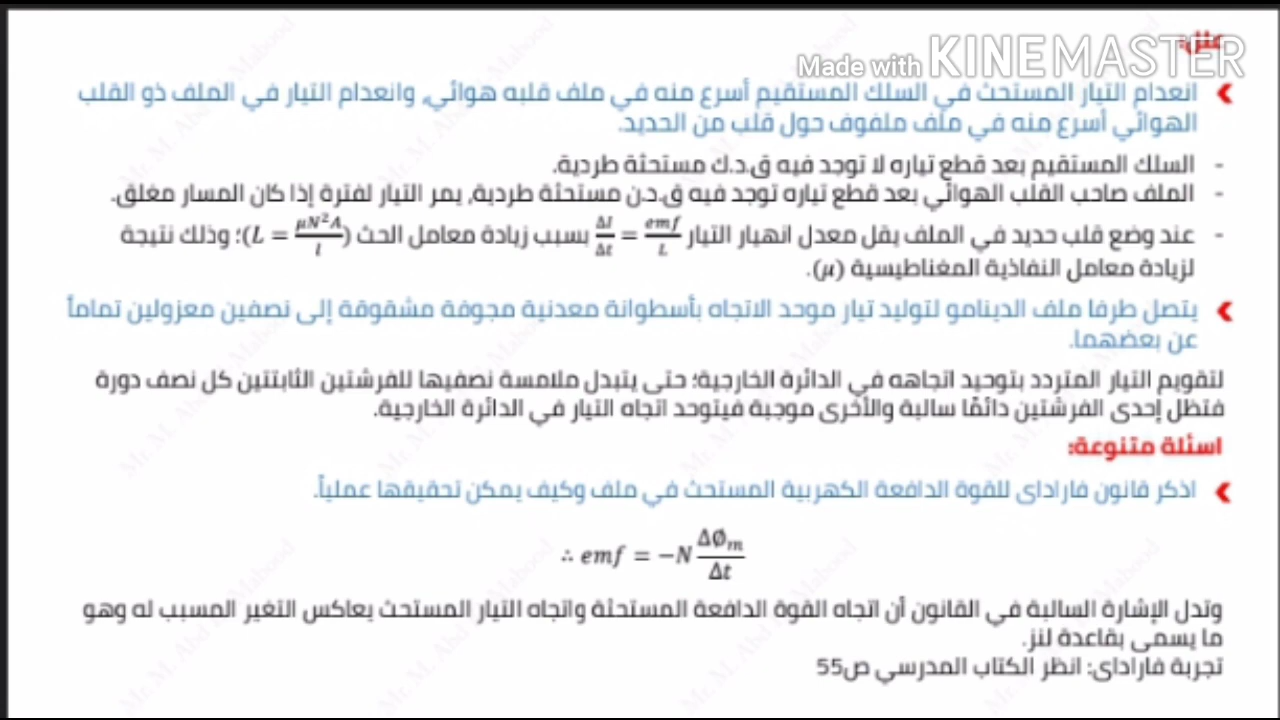 علل:
Made with KINEMASTER
انعدام التيار المستحث في السلك المستقيم أسرع منه في ملف قلبه هوائي، وانعدام التيار في الملف ذو القلب
الهوائي أسرع منه في ملف ملفوف حول قلب من الحديد.
- السلك المستقيم بعد قطع تياره لا توجد فيه ق.د.ك مستحثة طردية.
- الملف صاحب القلب الهوائي بعد قطع تياره توجد فيه ق.د.ن مستحثة طردية، يمر التيار لفترة إذا كان المسار مغلق.
- عند وضع قلب حديد في الملف يقل معدل انهيار التيار ΔI/Δt = emf/L بسبب زيادة معامل الحث (L = μN²A/l)؛ وذلك نتيجة
لزيادة معامل النفاذية المغناطيسية (μ).
يتصل طرفا ملف الدينامو لتوليد تيار موحد الاتجاه بأسطوانة معدنية مجوفة مشقوقة إلى نصفين معزولين تماماً
عن بعضهما.
لتقويم التيار المتردد بتوحيد اتجاهه في الدائرة الخارجية؛ حتى يتبدل ملامسة نصفيها للفرشتين الثابتتين كل نصف دورة
فتظل إحدى الفرشتين دائمًا سالبة والأخرى موجبة فيتوحد اتجاه التيار في الدائرة الخارجية.
اسئلة متنوعة:
اذكر قانون فاراداى للقوة الدافعة الكهربية المستحث في ملف وكيف يمكن تحقيقها عملياً.
∴ emf = −N ΔØm/Δt
وتدل الإشارة السالبة في القانون أن اتجاه القوة الدافعة المستحثة واتجاه التيار المستحث يعاكس التغير المسبب له وهو
ما يسمى بقاعدة لنز.
تجربة فاراداى: انظر الكتاب المدرسي ص55